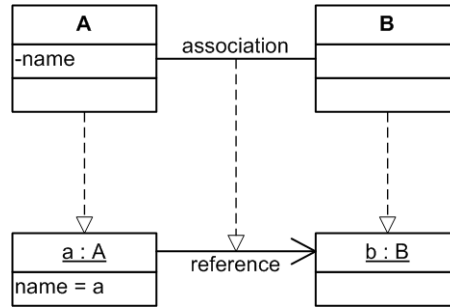 A
B
association
-name
a : A
b : B
reference
name = a